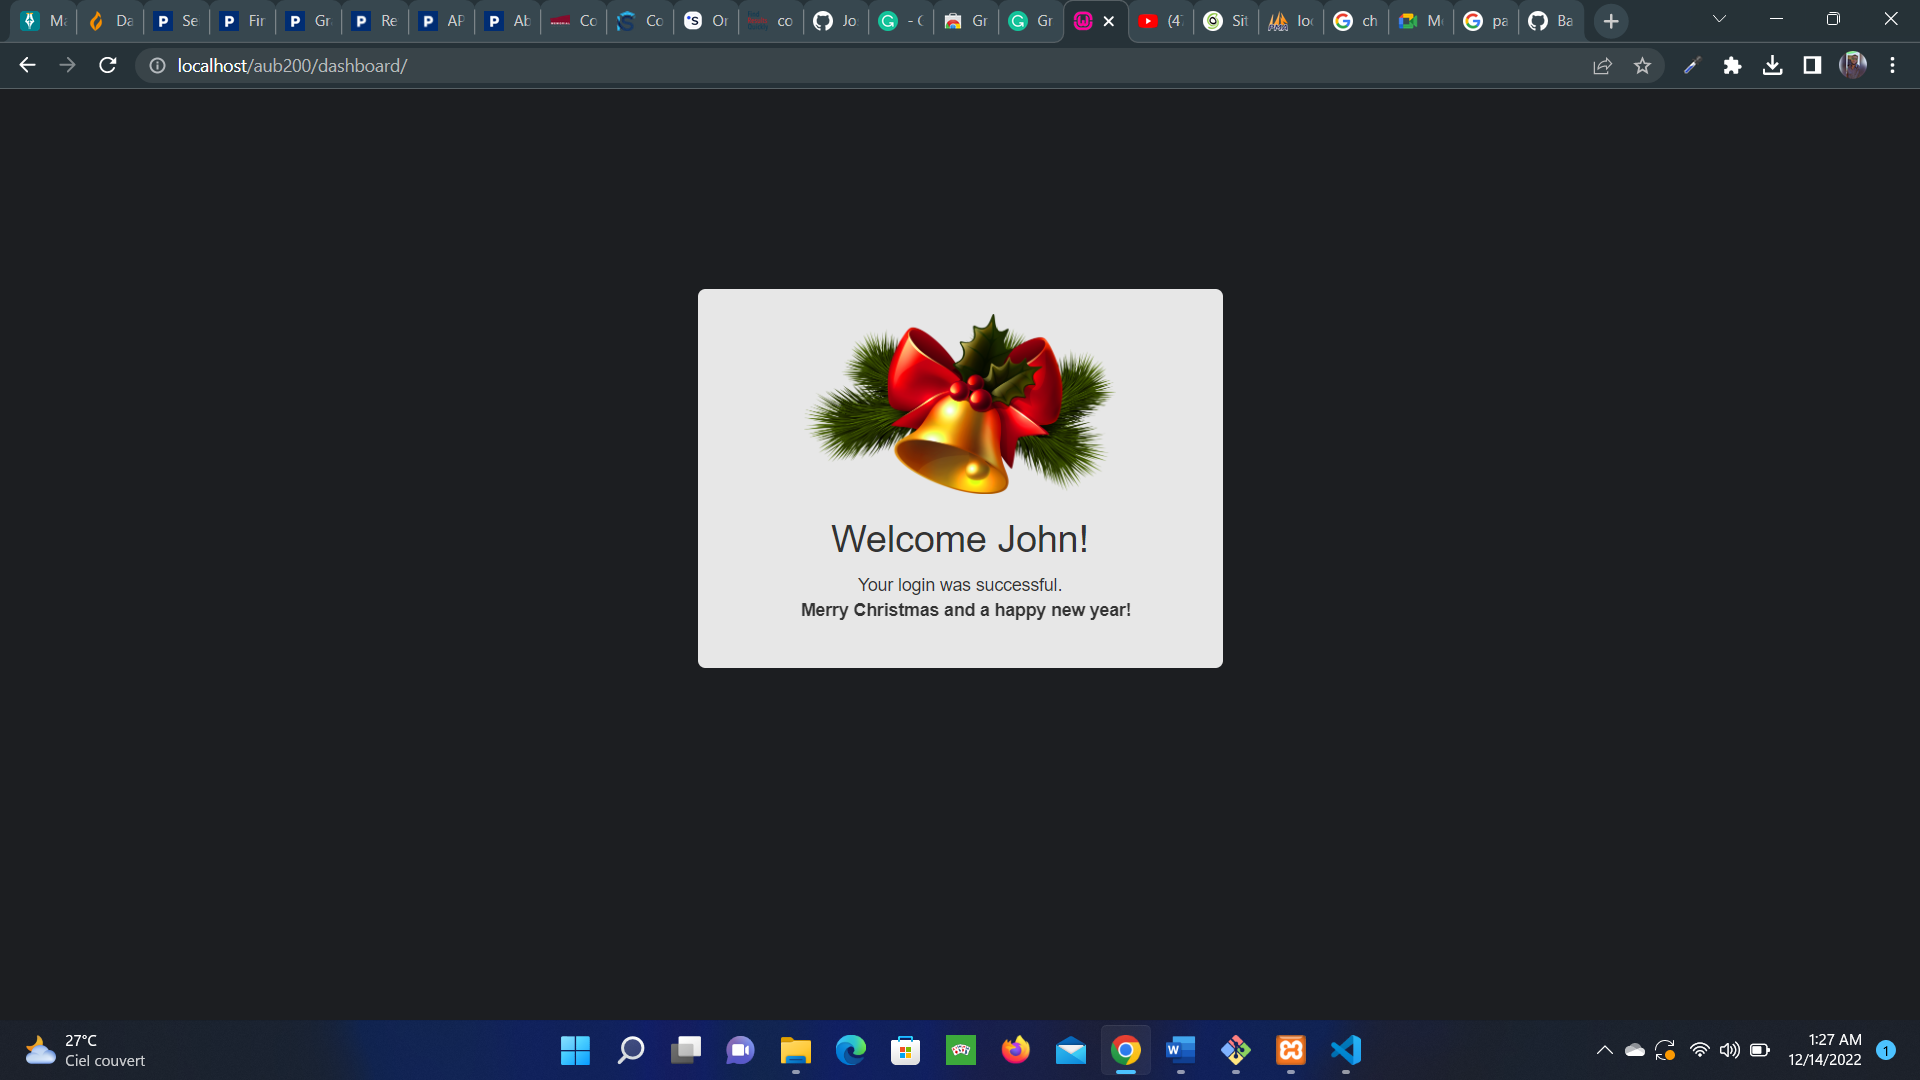 Ma
Da
Se
Fir
Gr
Re
AP
Ab
Co
Co
Or
co
Jo
- G
Gr
Gr
(47
Sit
loc
ch
Me
pa
Ba
localhost/aub200/dashboard/
Welcome John!
Your login was successful.
Merry Christmas and a happy new year!
27°C
Ciel couvert
1:27 AM
12/14/2022
1